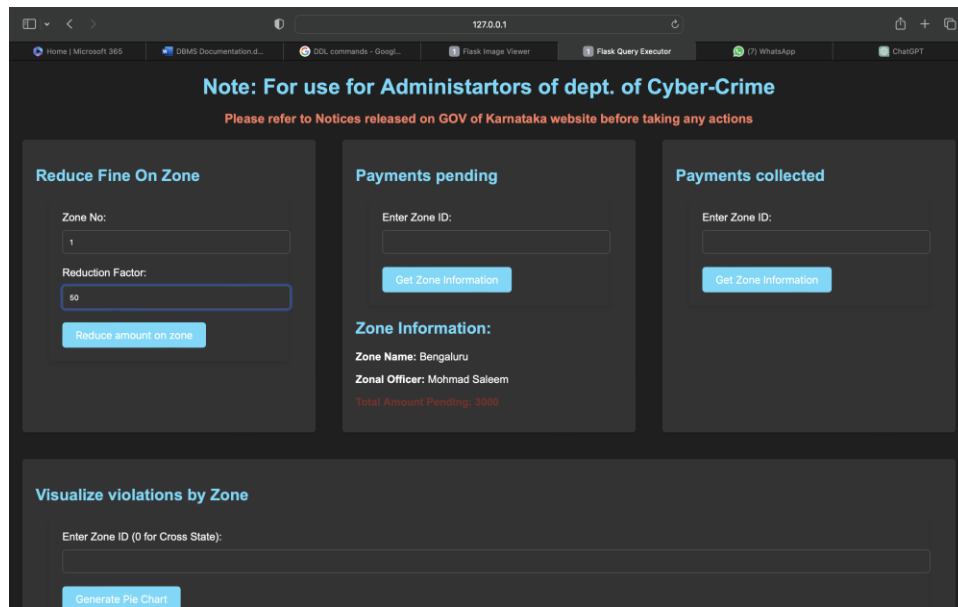 127.0.0.1
Home | Microsoft 365
DBMS Documentation.d...
DDL commands - Googl...
1 Flask Image Viewer
1 Flask Query Executor
(7) WhatsApp
ChatGPT
Note: For use for Administartors of dept. of Cyber-Crime
Please refer to Notices released on GOV of Karnataka website before taking any actions
Reduce Fine On Zone
Zone No:
1
Reduction Factor:
50
Reduce amount on zone
Payments pending
Enter Zone ID:
Get Zone Information
Zone Information:
Zone Name: Bengaluru
Zonal Officer: Mohmad Saleem
Total Amount Pending: 3000
Payments collected
Enter Zone ID:
Get Zone Information
Visualize violations by Zone
Enter Zone ID (0 for Cross State):
Generate Pie Chart